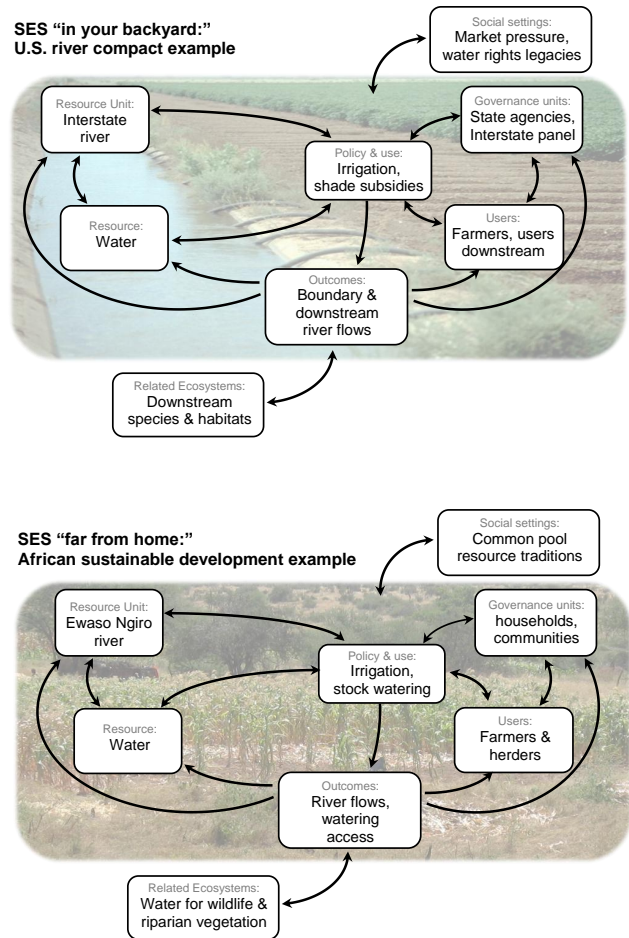 SES “in your backyard:”
U.S. river compact example
Social settings:
Market pressure,
water rights legacies
Resource Unit:
Interstate
river
Governance units:
State agencies,
Interstate panel
Policy & use:
Irrigation,
shade subsidies
Resource:
Water
Users:
Farmers, users
downstream
Outcomes:
Boundary &
downstream
river flows
Related Ecosystems:
Downstream
species & habitats
SES “far from home:”
African sustainable development example
Social settings:
Common pool
resource traditions
Resource Unit:
Ewaso Ngiro
river
Governance units:
households,
communities
Policy & use:
Irrigation,
stock watering
Resource:
Water
Users:
Farmers &
herders
Outcomes:
River flows,
watering
access
Related Ecosystems:
Water for wildlife &
riparian vegetation